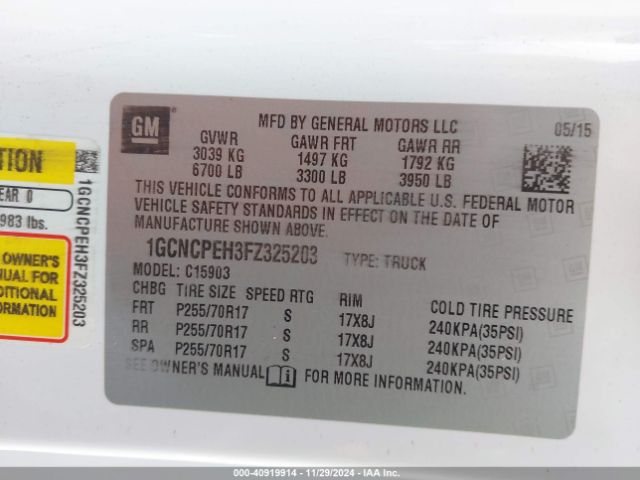 GM
MFD BY GENERAL MOTORS LLC
05/15
GVWR GAWR FRT GAWR RR
3039 KG 1497 KG 1792 KG
6700 LB 3300 LB 3950 LB
THIS VEHICLE CONFORMS TO ALL APPLICABLE U.S. FEDERAL MOTOR
VEHICLE SAFETY STANDARDS IN EFFECT ON THE DATE OF
MANUFACTURE SHOWN ABOVE.
1GCNCPEH3FZ325203 TYPE: TRUCK
MODEL: C15903
CHBG TIRE SIZE SPEED RTG RIM COLD TIRE PRESSURE
FRT P255/70R17 S 17X8J 240KPA(35PSI)
RR P255/70R17 S 17X8J 240KPA(35PSI)
SPA P255/70R17 S 17X8J 240KPA(35PSI)
SEE OWNER'S MANUAL FOR MORE INFORMATION.
TION
EAR 0
983 lbs.
OWNER'S
NUAL FOR
DITIONAL
ORMATION
1GCNCPEH3FZ325203
000-40919914 - 11/29/2024 - IAAI.COM